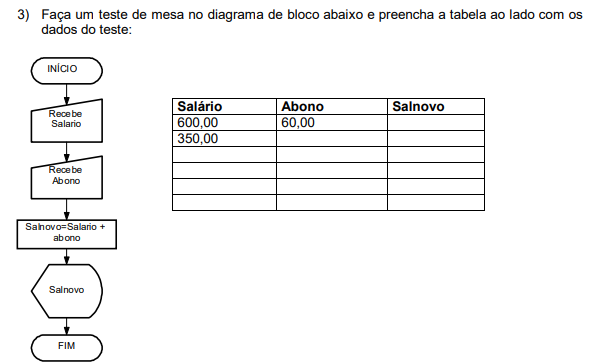 3) Faça um teste de mesa no diagrama de bloco abaixo e preencha a tabela ao lado com os
dados do teste:
INÍCIO
Recebe
Salario
Recebe
Abono
Salnovo=Salario +
abono
Salnovo
FIM
Salário Abono Salnovo
600,00 60,00
350,00